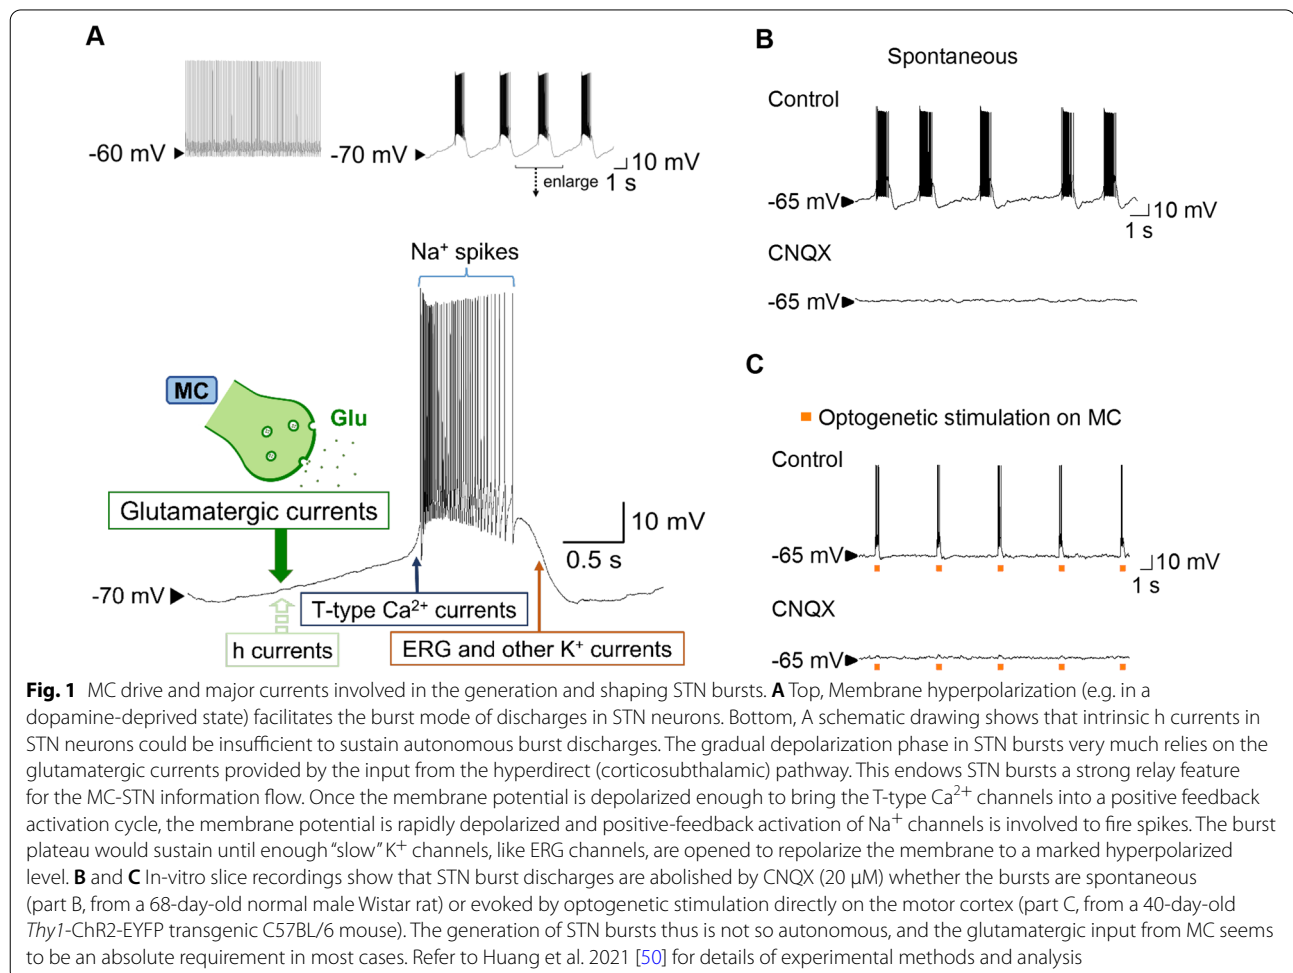 A
-60 mV
-70 mV
10 mV
1 s
enlarge
Na⁺ spikes
MC
Glu
Glutamatergic currents
10 mV
0.5 s
-70 mV
T-type Ca²⁺ currents
h currents
ERG and other K⁺ currents
B
Spontaneous
Control
-65 mV
10 mV
1 s
CNQX
-65 mV
C
Optogenetic stimulation on MC
Control
-65 mV
10 mV
1 s
CNQX
-65 mV
Fig. 1 MC drive and major currents involved in the generation and shaping STN bursts. A Top, Membrane hyperpolarization (e.g. in a
dopamine-deprived state) facilitates the burst mode of discharges in STN neurons. Bottom, A schematic drawing shows that intrinsic h currents in
STN neurons could be insufficient to sustain autonomous burst discharges. The gradual depolarization phase in STN bursts very much relies on the
glutamatergic currents provided by the input from the hyperdirect (corticosubthalamic) pathway. This endows STN bursts a strong relay feature
for the MC-STN information flow. Once the membrane potential is depolarized enough to bring the T-type Ca²⁺ channels into a positive feedback
activation cycle, the membrane potential is rapidly depolarized and positive-feedback activation of Na⁺ channels is involved to fire spikes. The burst
plateau would sustain until enough “slow” K⁺ channels, like ERG channels, are opened to repolarize the membrane to a marked hyperpolarized
level. B and C In-vitro slice recordings show that STN burst discharges are abolished by CNQX (20 μM) whether the bursts are spontaneous
(part B, from a 68-day-old normal male Wistar rat) or evoked by optogenetic stimulation directly on the motor cortex (part C, from a 40-day-old
Thy1-ChR2-EYFP transgenic C57BL/6 mouse). The generation of STN bursts thus is not so autonomous, and the glutamatergic input from MC seems
to be an absolute requirement in most cases. Refer to Huang et al. 2021 [50] for details of experimental methods and analysis